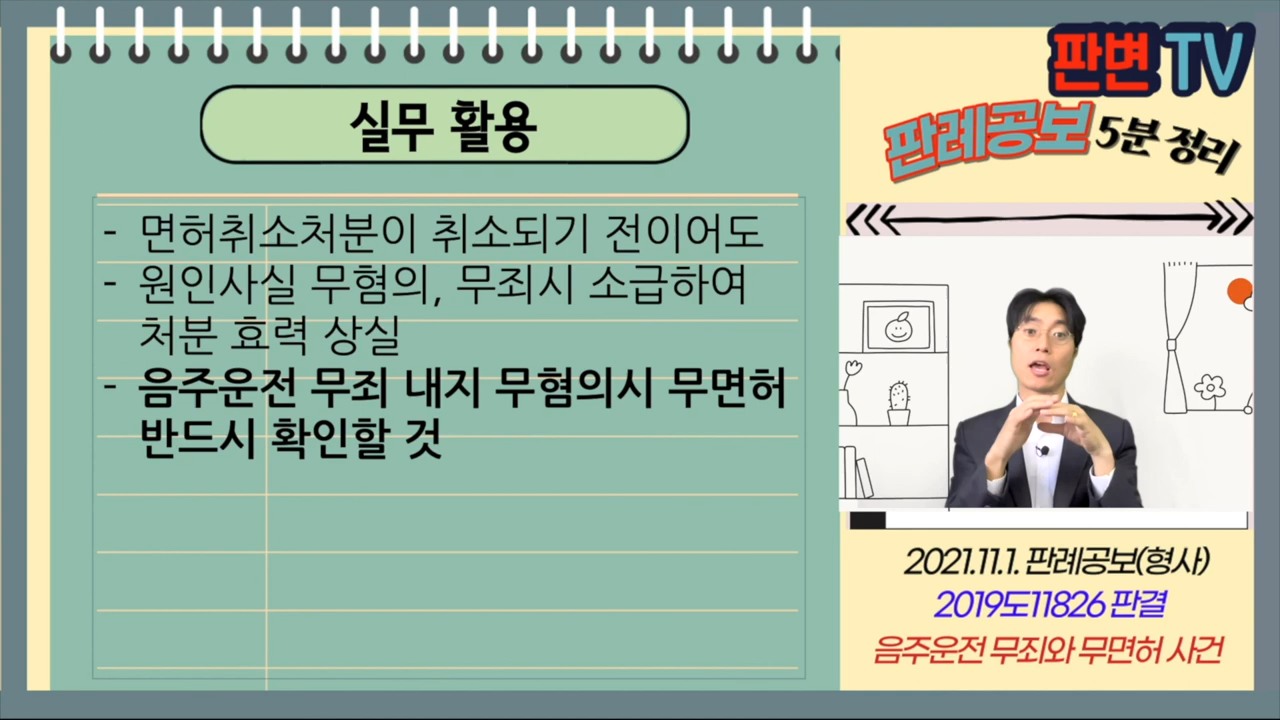 실무 활용
- 면허취소처분이 취소되기 전이어도
- 원인사실 무혐의, 무죄시 소급하여
처분 효력 상실
- 음주운전 무죄 내지 무혐의시 무면허
반드시 확인할 것
판변 TV
판례공보 5분 정리
2021.11.1. 판례공보(형사)
2019도11826 판결
음주운전 무죄와 무면허 사건